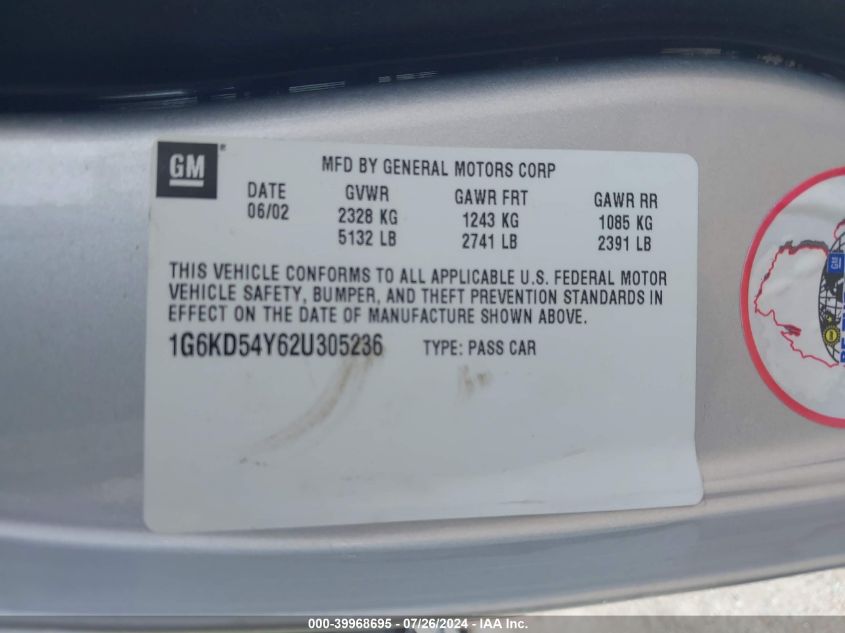 GM
MFD BY GENERAL MOTORS CORP
DATE GVWR GAWR FRT GAWR RR
06/02 2328 KG 1243 KG 1085 KG
5132 LB 2741 LB 2391 LB
THIS VEHICLE CONFORMS TO ALL APPLICABLE U.S. FEDERAL MOTOR
VEHICLE SAFETY, BUMPER, AND THEFT PREVENTION STANDARDS IN
EFFECT ON THE DATE OF MANUFACTURE SHOWN ABOVE.
1G6KD54Y62U305236 TYPE: PASS CAR
GM
000-39968695 - 07/26/2024 - IAA Inc.